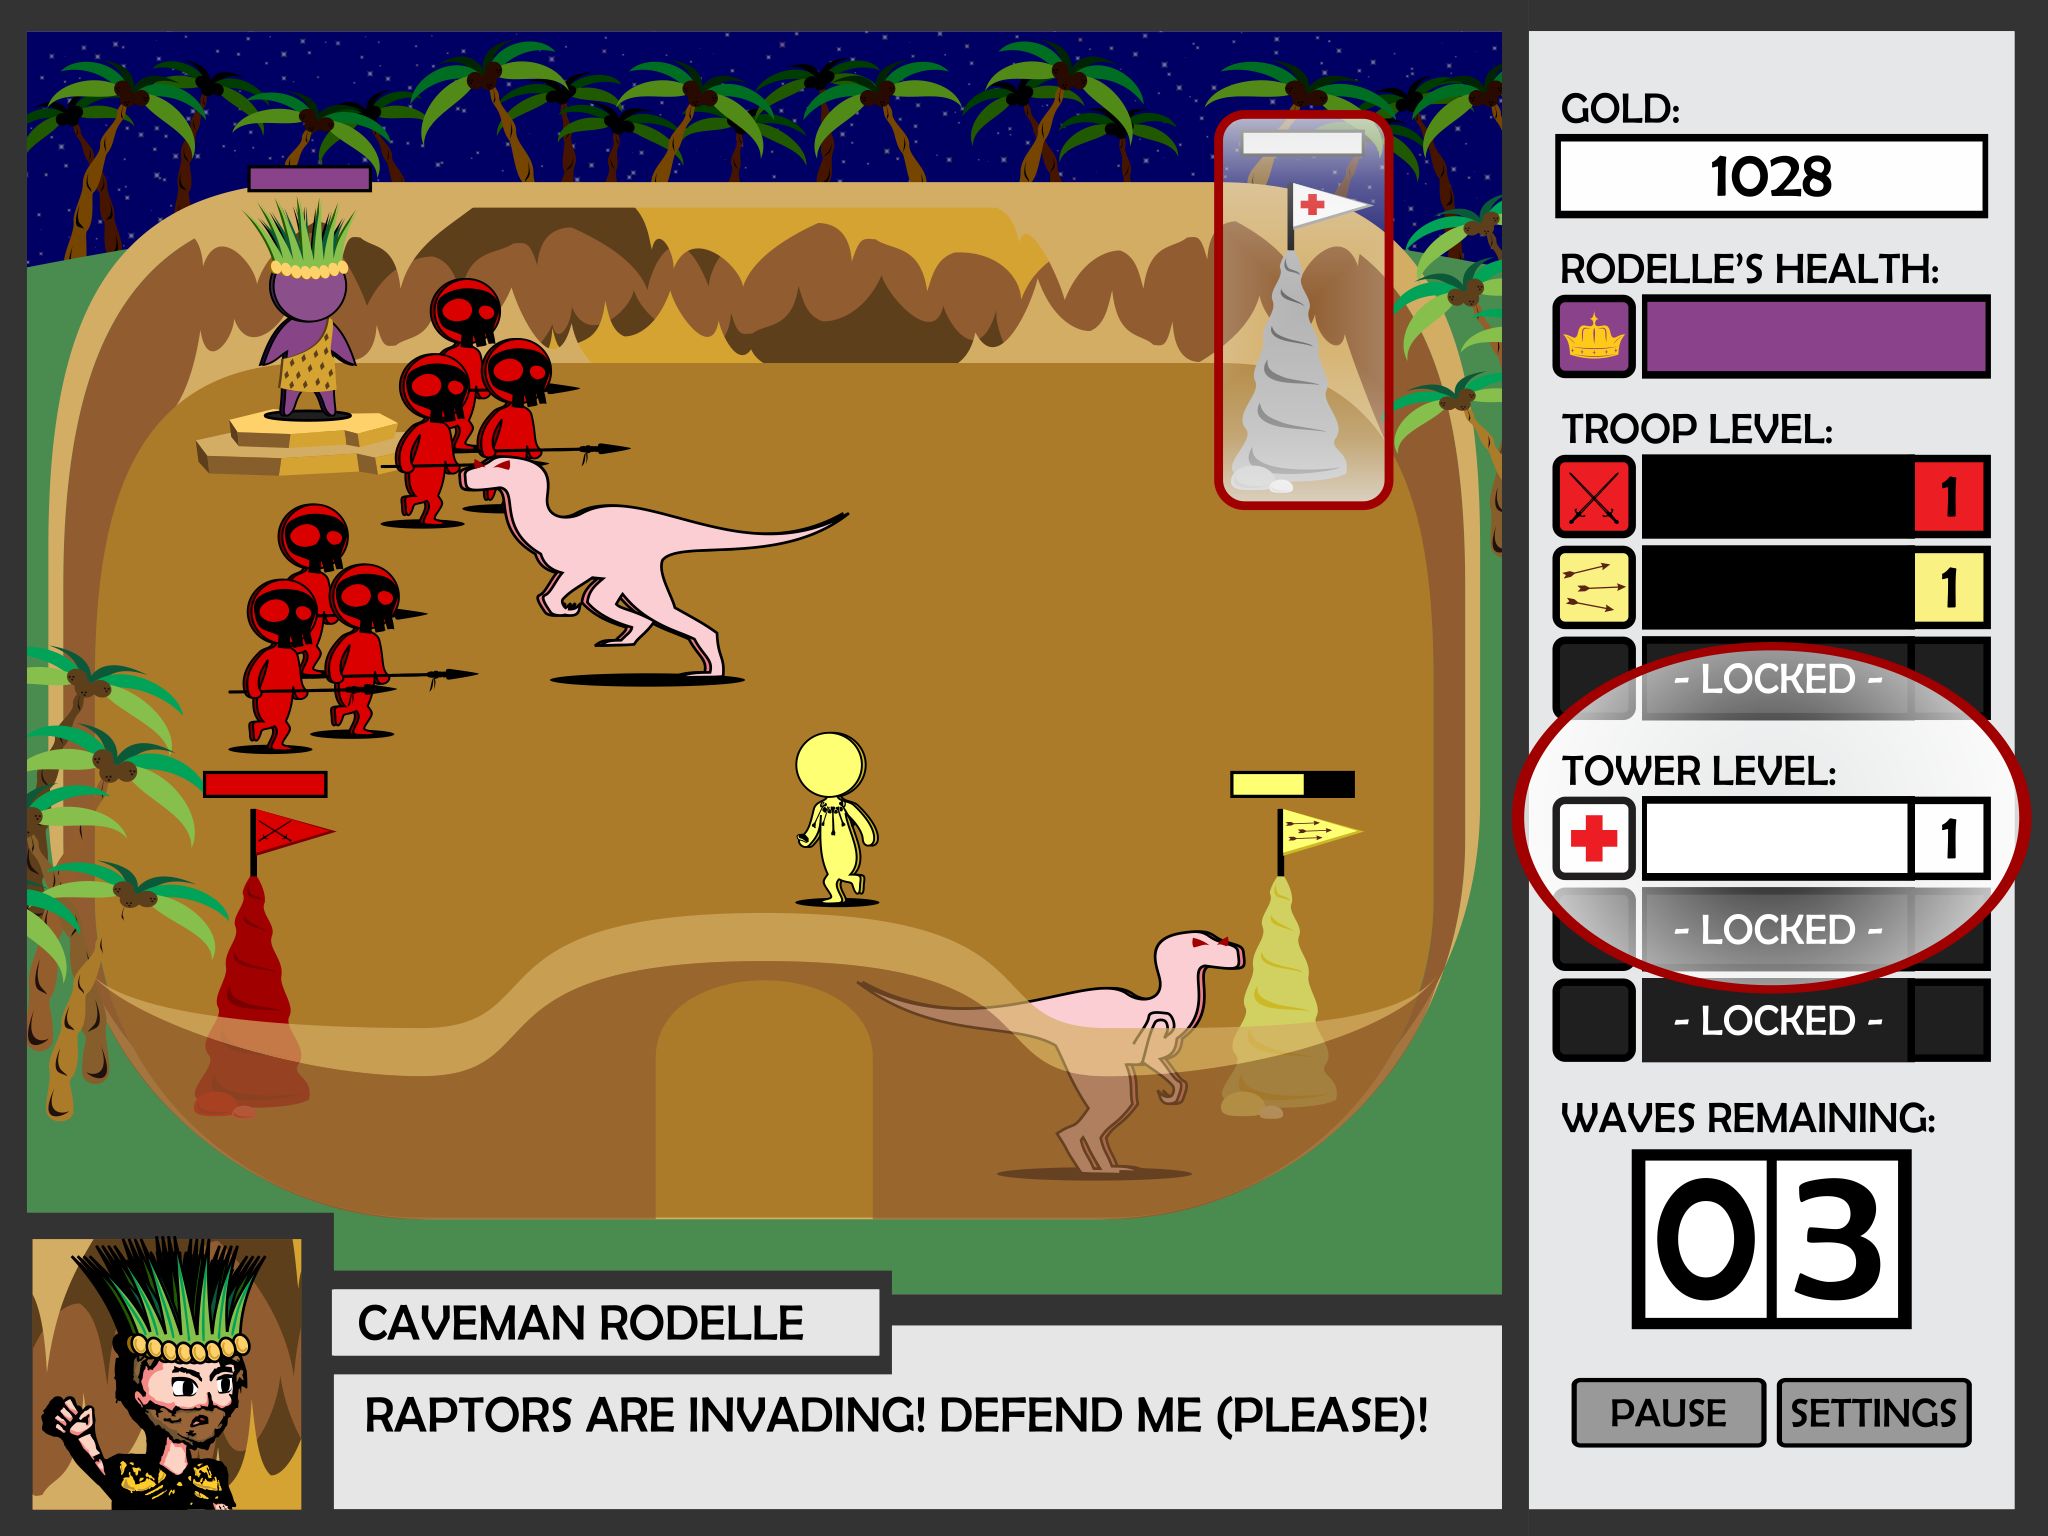 GOLD:
1028
RODELLE'S HEALTH:
TROOP LEVEL:
1
1
- LOCKED -
TOWER LEVEL:
1
- LOCKED -
- LOCKED -
WAVES REMAINING:
03
PAUSE SETTINGS
CAVEMAN RODELLE
RAPTORS ARE INVADING! DEFEND ME (PLEASE)!